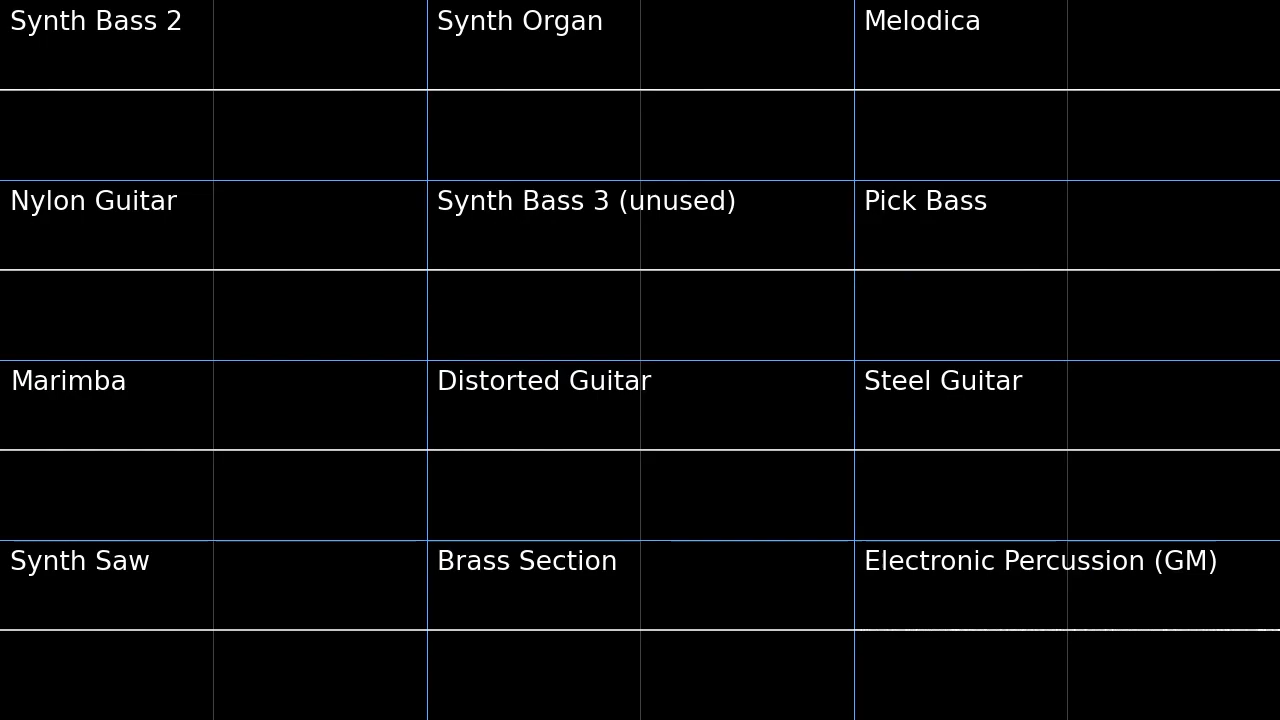 Synth Bass 2
Synth Organ
Melodica
Nylon Guitar
Synth Bass 3 (unused)
Pick Bass
Marimba
Distorted Guitar
Steel Guitar
Synth Saw
Brass Section
Electronic Percussion (GM)